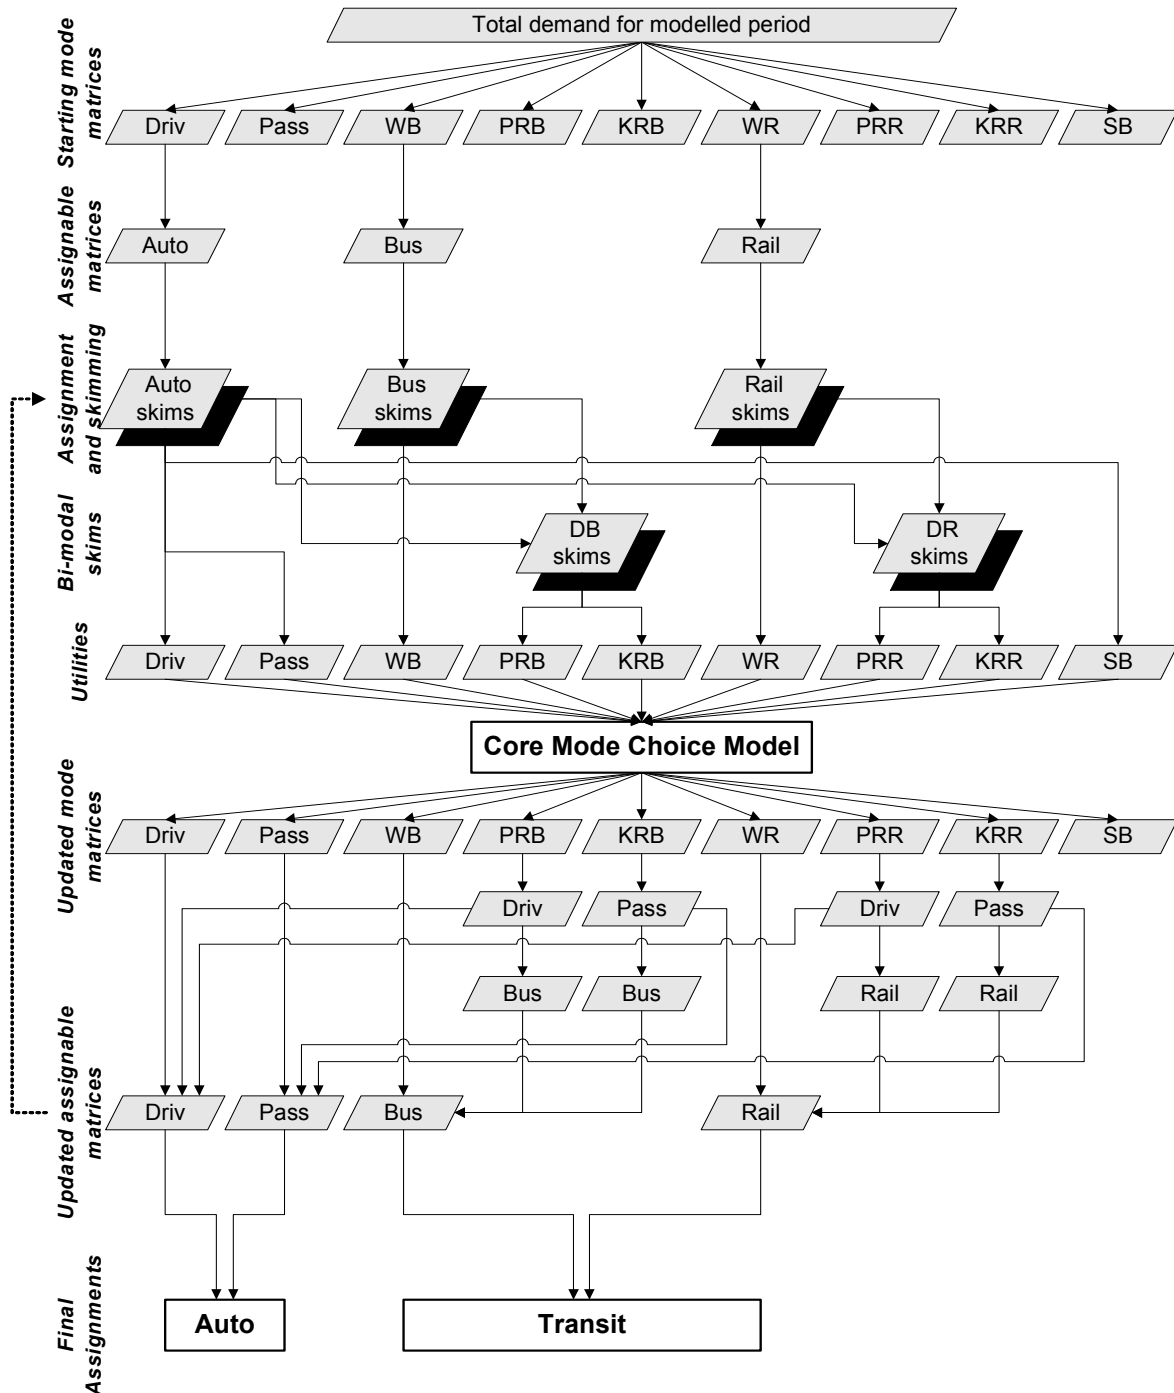 Total demand for modelled period
Starting mode
matrices
Driv
Pass
WB
PRB
KRB
WR
PRR
KRR
SB
Assignable
matrices
Auto
Bus
Rail
Assignment
and skimming
Auto
skims
Bus
skims
Rail
skims
Bi-modal
skims
DB
skims
DR
skims
Utilities
Driv
Pass
WB
PRB
KRB
WR
PRR
KRR
SB
Core Mode Choice Model
Updated mode
matrices
Driv
Pass
WB
PRB
KRB
WR
PRR
KRR
SB
Driv
Pass
Driv
Pass
Bus
Bus
Rail
Rail
Updated assignable
matrices
Driv
Pass
Bus
Rail
Final
Assignments
Auto
Transit